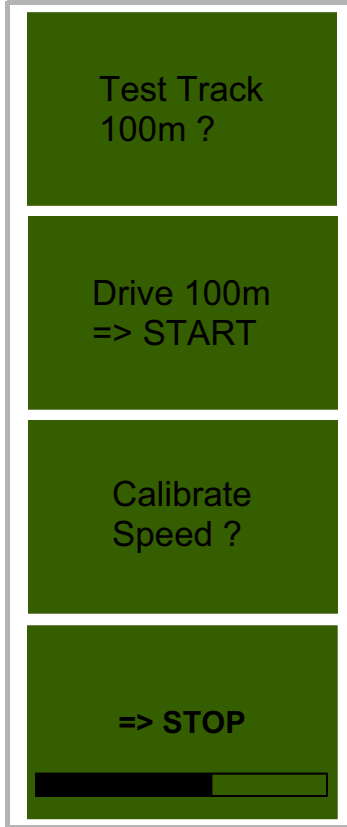 Test Track
100m ?
Drive 100m
=> START
Calibrate
Speed ?
=> STOP